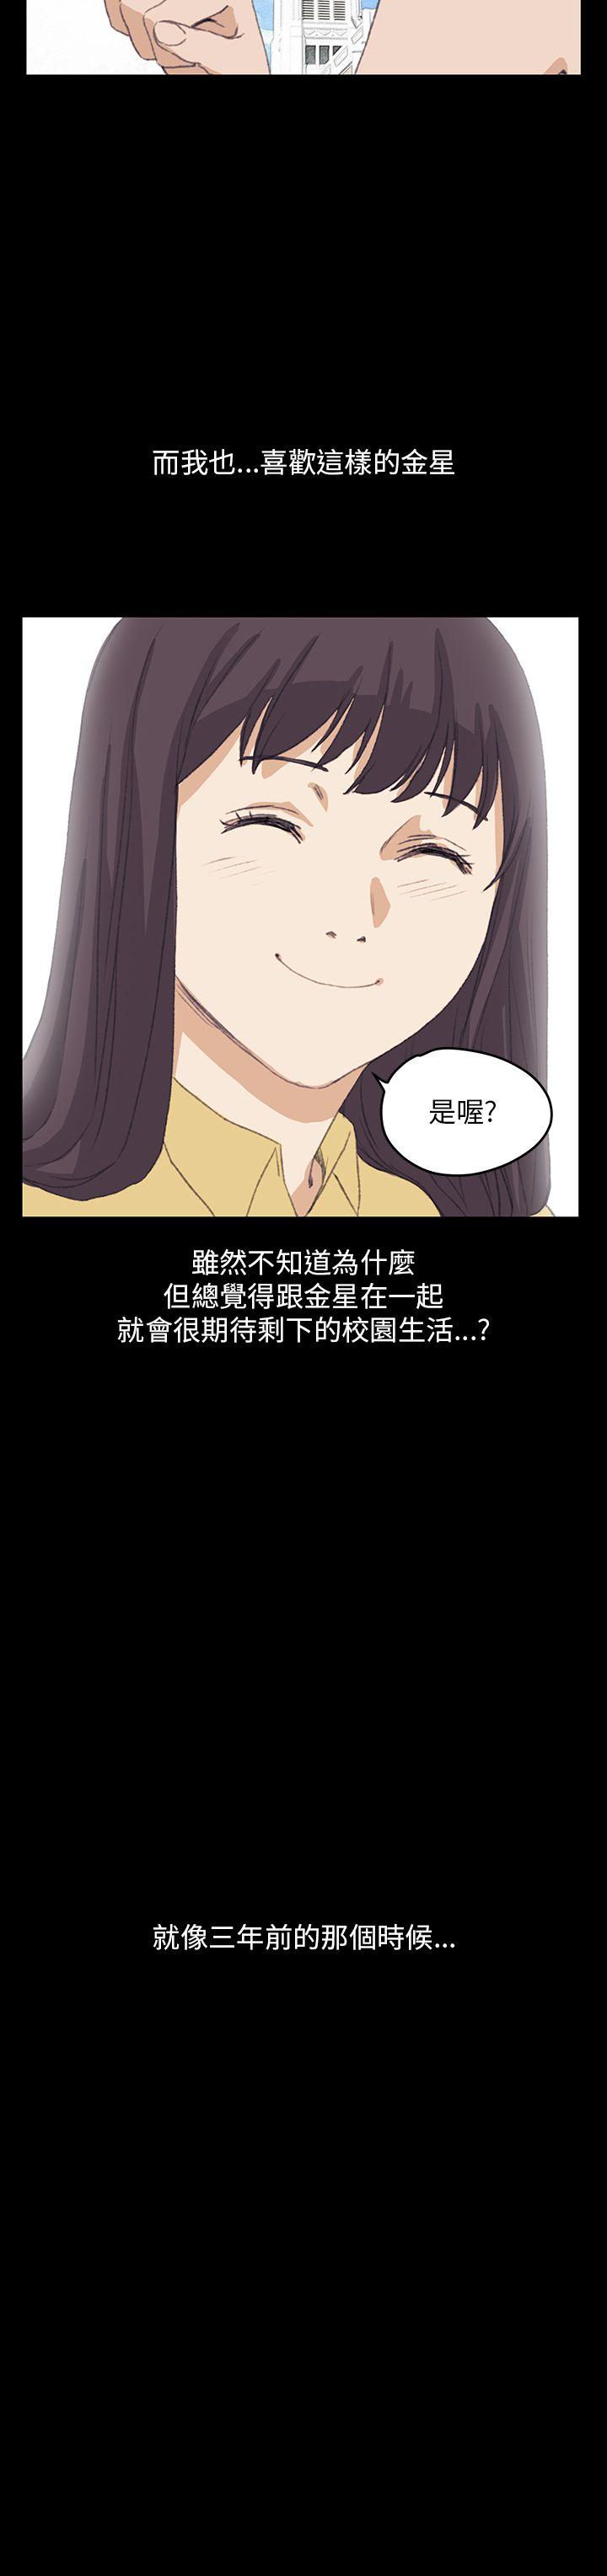 而我也...喜歡這樣的金星
是喔?
雖然不知道為什麼
但總覺得跟金星在一起
就會很期待剩下的校園生活...?
就像三年前的那個時候...